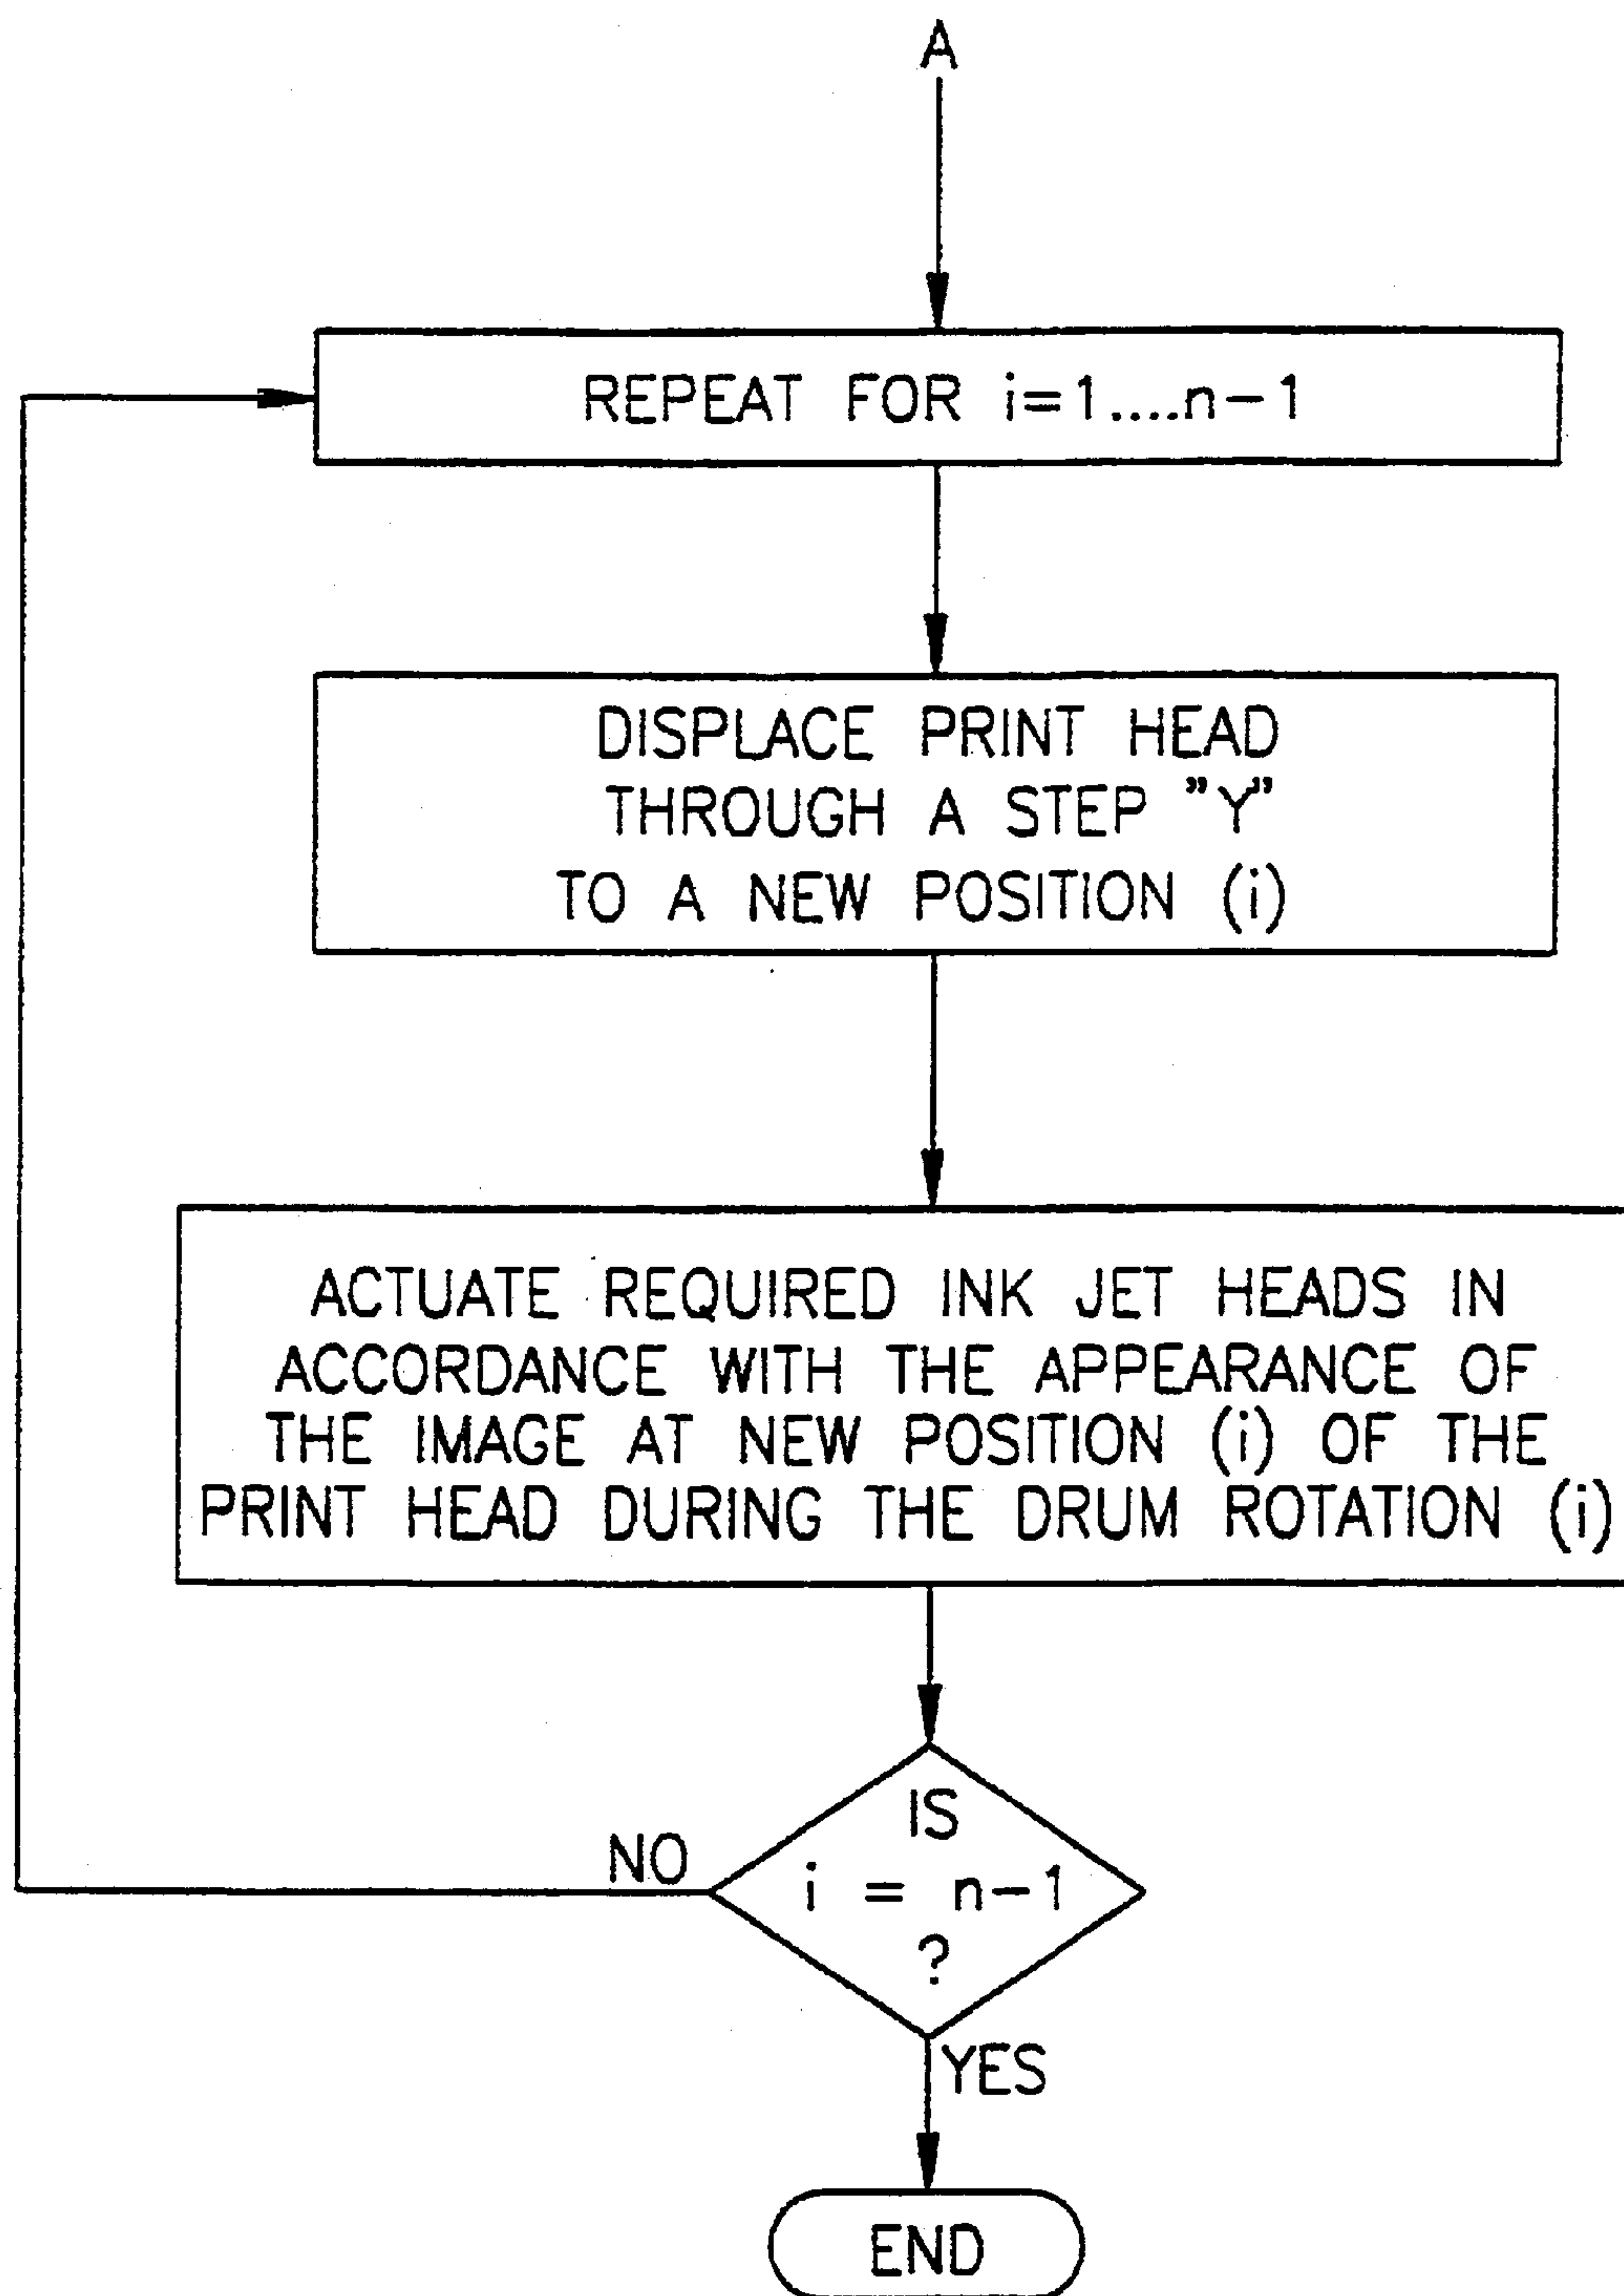 A
REPEAT FOR i=1....n-1
DISPLACE PRINT HEAD
THROUGH A STEP "Y"
TO A NEW POSITION (i)
ACTUATE REQUIRED INK JET HEADS IN
ACCORDANCE WITH THE APPEARANCE OF
THE IMAGE AT NEW POSITION (i) OF THE
PRINT HEAD DURING THE DRUM ROTATION (i)
IS
i = n-1
?
NO
YES
END